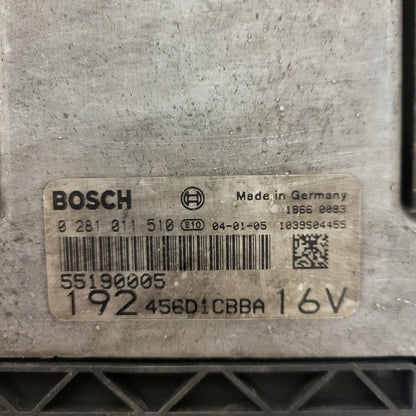 BOSCH Made in Germany
1866 0083
0 281 011 510 810 04-01-05 1039S04455
55190005
192 456D1CBBA 16V